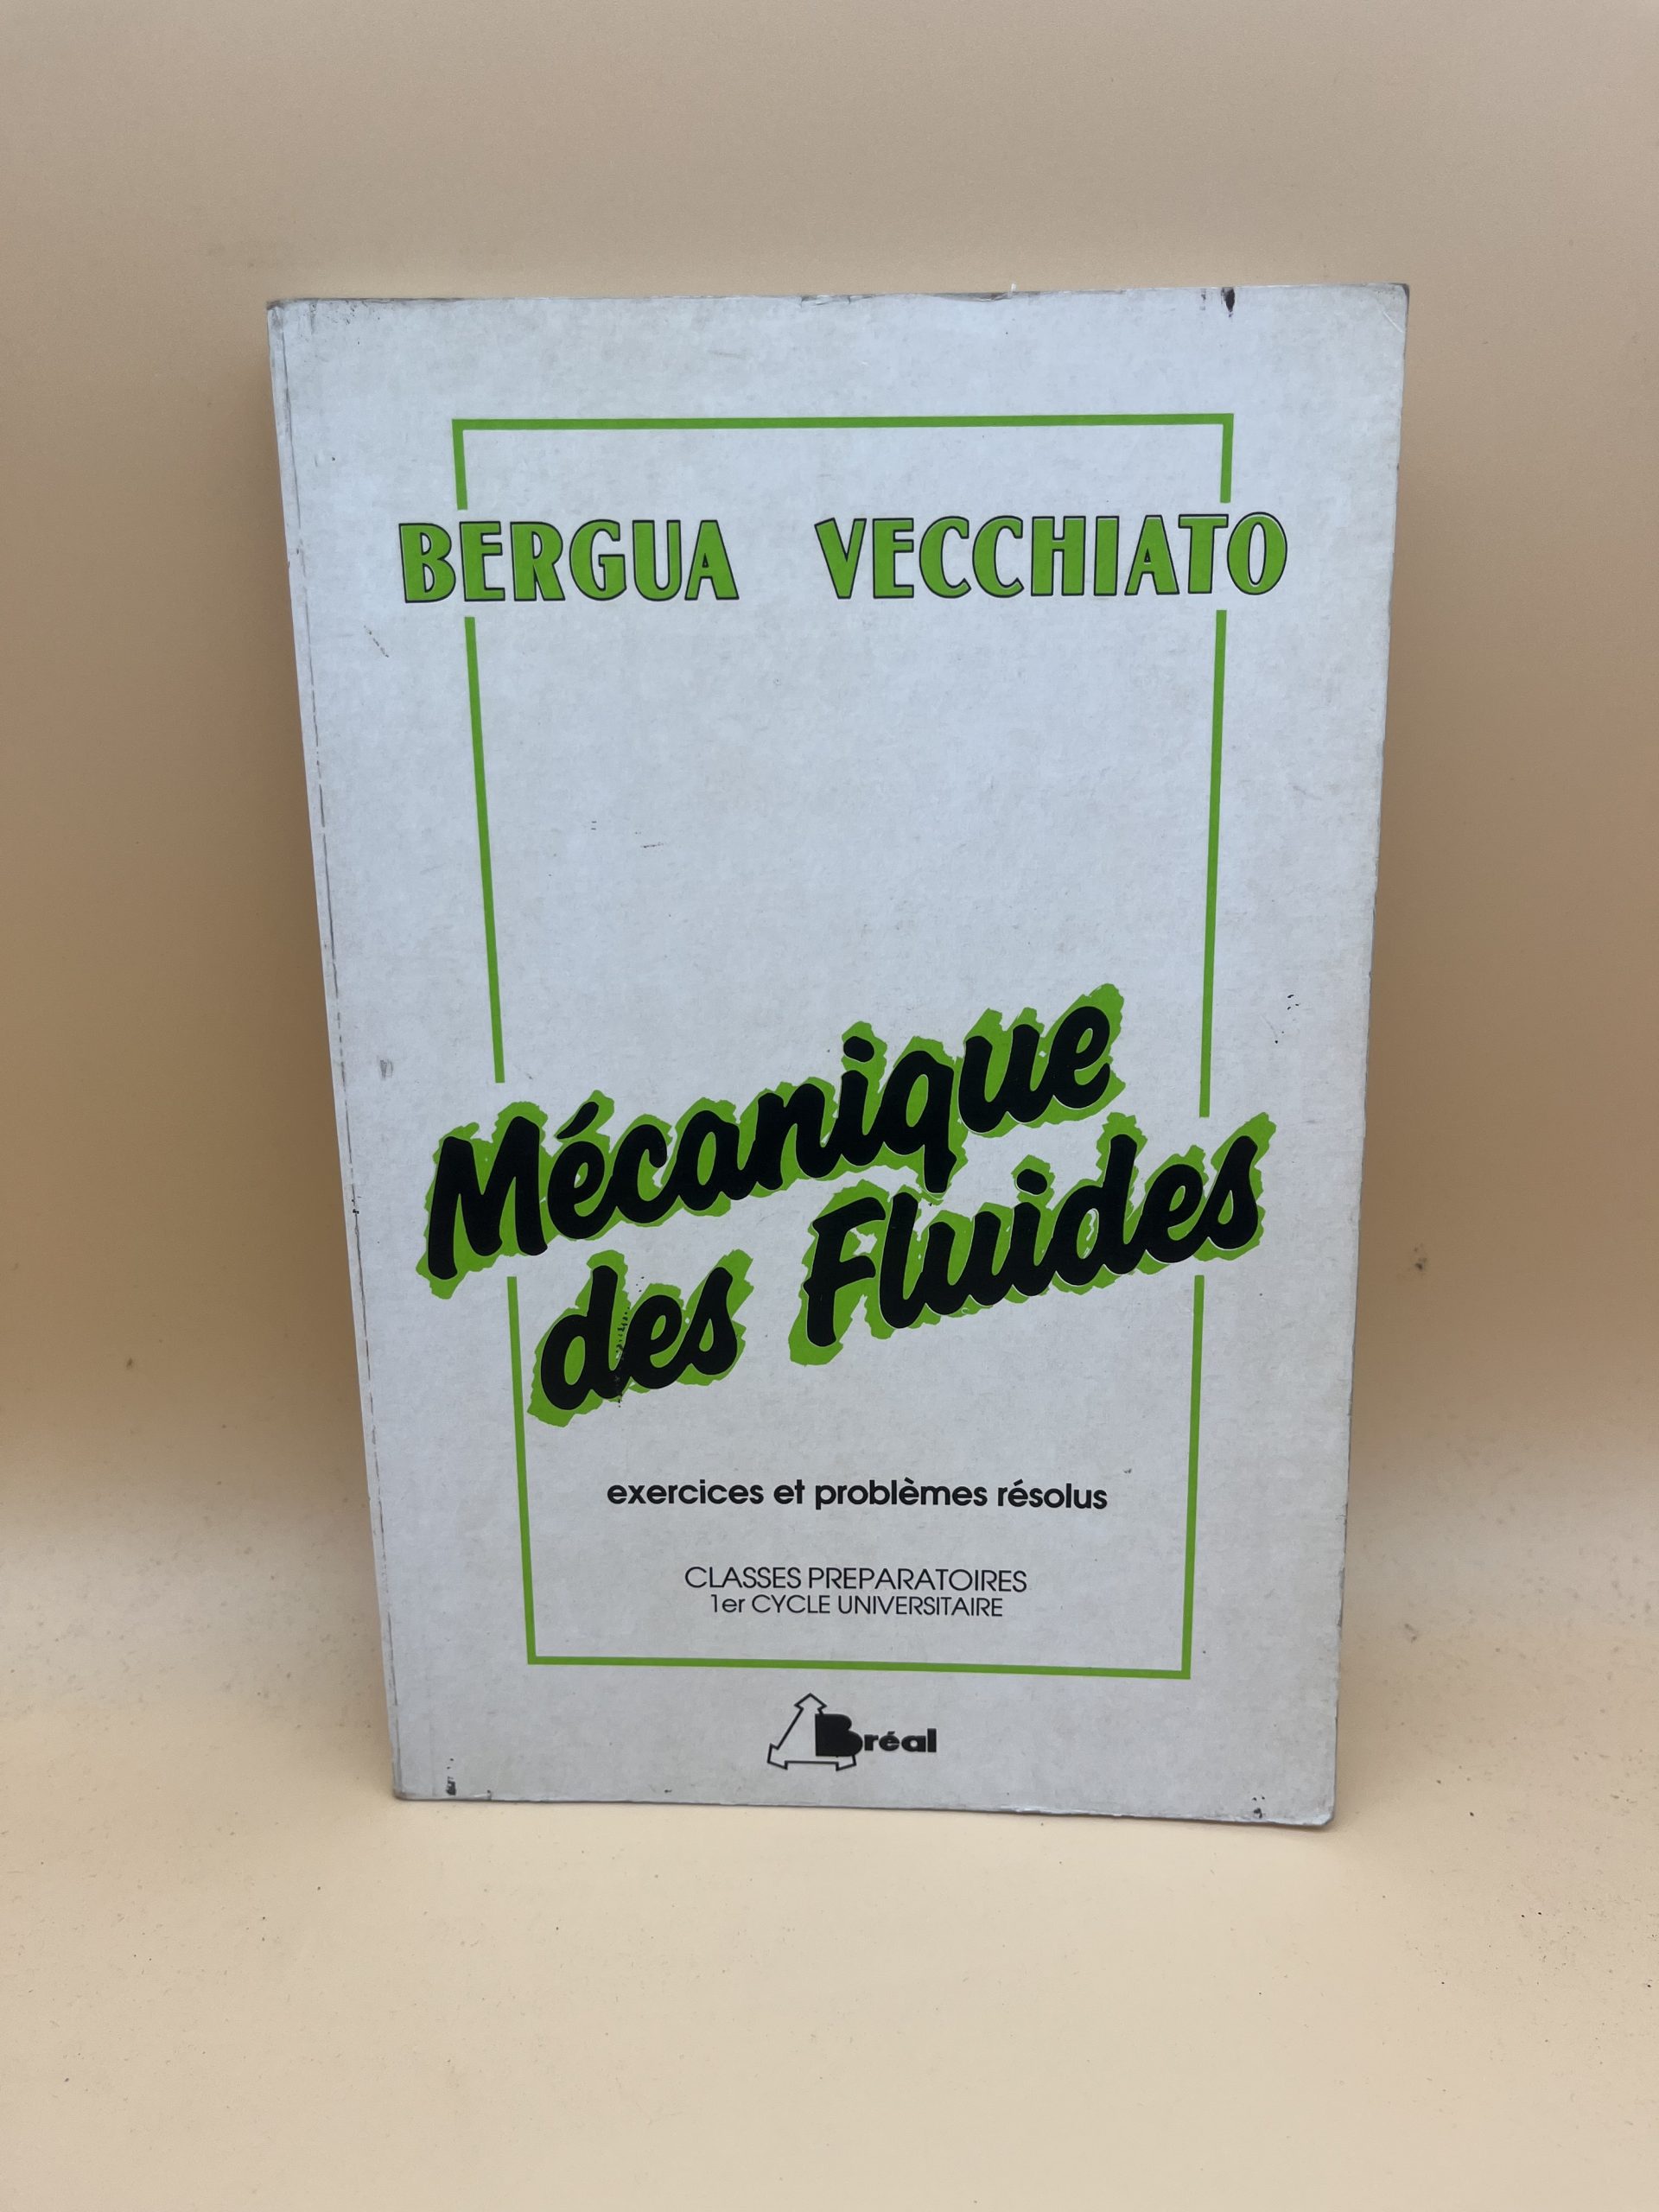 BERGUA VECCHIATO
Mécanique
des Fluides
exercices et problèmes résolus
CLASSES PREPARATOIRES
1er CYCLE UNIVERSITAIRE
Bréal